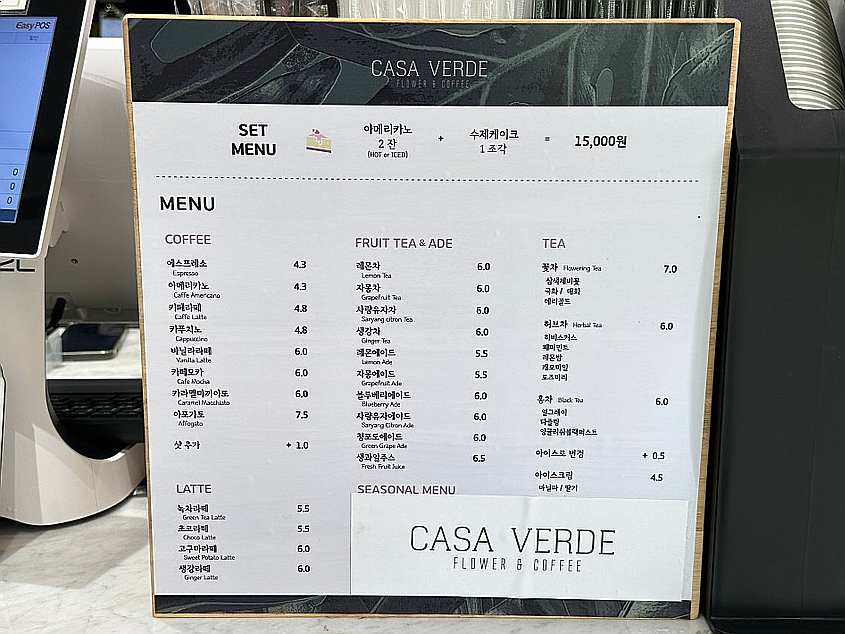 EasyPOS
CASA VERDE
FLOWER & COFFEE
SET MENU
아메리카노 2 잔 (HOT or ICED) + 수제케이크 1 조각 = 15,000원
MENU
COFFEE
에스프레소 4.3
Espresso
아메리카노 4.3
Caffe Americano
카페라떼 4.8
Caffe Latte
카푸치노 4.8
Cappuccino
바닐라라떼 6.0
Vanilla Latte
카페모카 6.0
Cafe Mocha
카라멜마끼아또 6.0
Caramel Macchiato
아포가토 7.5
Affogato
샷 추가 + 1.0
LATTE
녹차라떼 5.5
Green Tea Latte
초코라떼 5.5
Choco Latte
고구마라떼 6.0
Sweet Potato Latte
생강라떼 6.0
Ginger Latte
FRUIT TEA & ADE
레몬차 6.0
Lemon Tea
자몽차 6.0
Grapefruit Tea
사랑유자차 6.0
Saryang citron Tea
생강차 6.0
Ginger Tea
레몬에이드 5.5
Lemon Ade
자몽에이드 5.5
Grapefruit Ade
블루베리에이드 6.0
Blueberry Ade
사랑유자에이드 6.0
Saryang Citron Ade
청포도에이드 6.0
Green Grape Ade
생과일주스 6.5
Fresh Fruit Juice
SEASONAL MENU
TEA
꽃차 Flowering Tea 7.0
삼색제비꽃
국화 / 매화
메리골드
허브차 Herbal Tea 6.0
히비스커스
페퍼민트
레몬밤
캐모마일
로즈마리
홍차 Black Tea 6.0
얼그레이
다즐링
잉글리쉬블랙퍼스트
아이스로 변경 + 0.5
아이스크림 4.5
바닐라 / 딸기
CASA VERDE
FLOWER & COFFEE